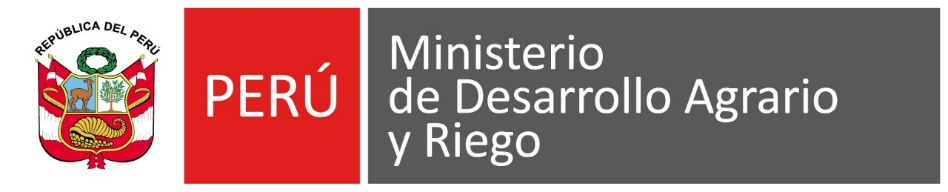 REPÚBLICA DEL PERÚ
PERÚ
Ministerio
de Desarrollo Agrario
y Riego